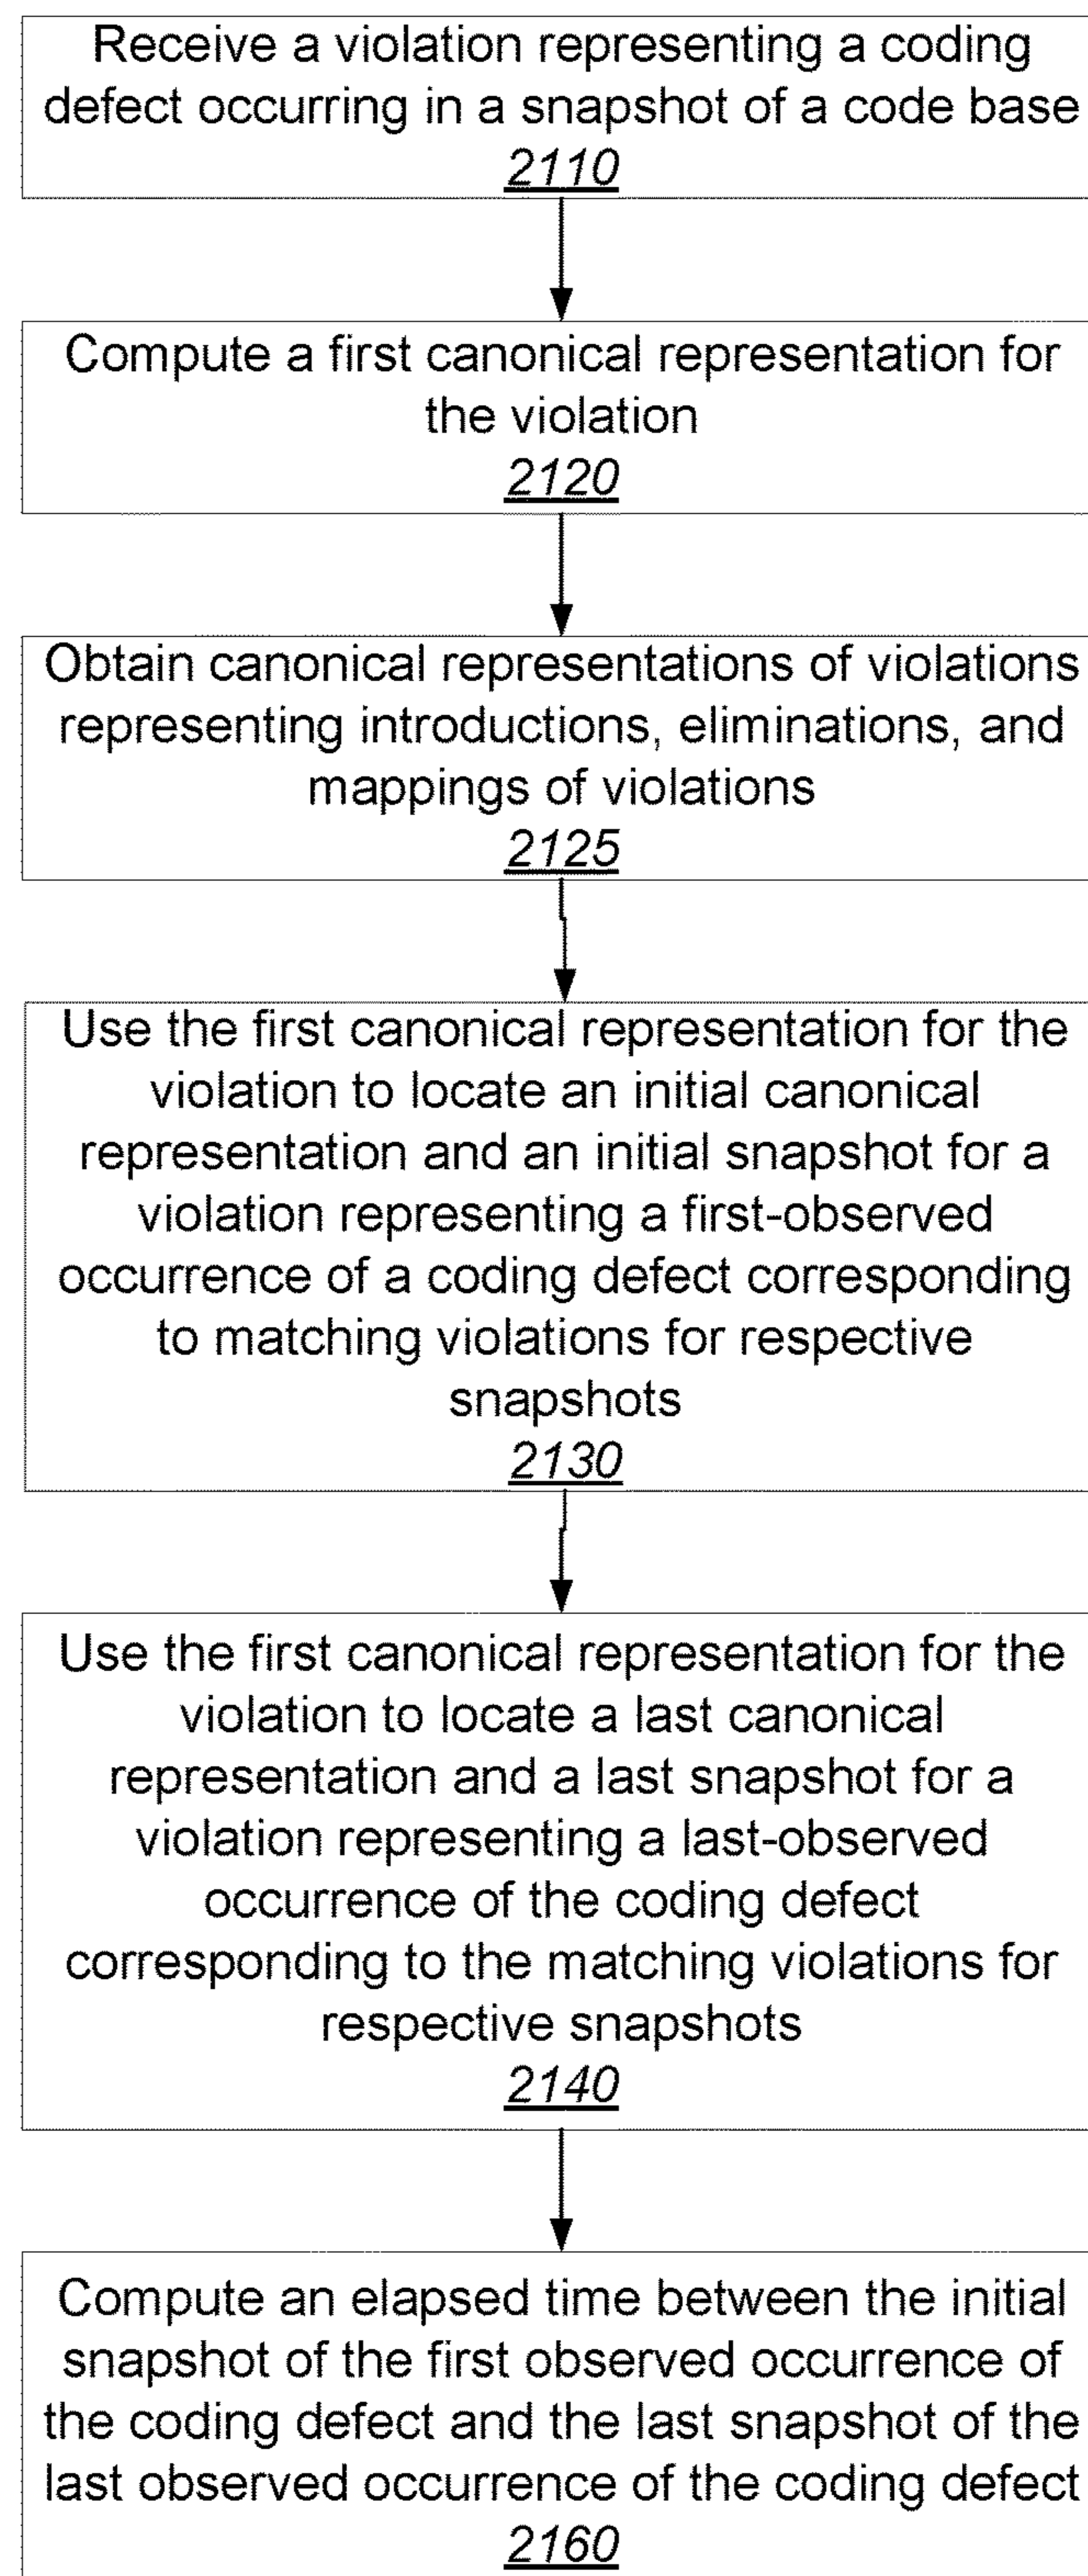 Receive a violation representing a coding
defect occurring in a snapshot of a code base
2110
Compute a first canonical representation for
the violation
2120
Obtain canonical representations of violations
representing introductions, eliminations, and
mappings of violations
2125
Use the first canonical representation for the
violation to locate an initial canonical
representation and an initial snapshot for a
violation representing a first-observed
occurrence of a coding defect corresponding
to matching violations for respective
snapshots
2130
Use the first canonical representation for the
violation to locate a last canonical
representation and a last snapshot for a
violation representing a last-observed
occurrence of the coding defect
corresponding to the matching violations for
respective snapshots
2140
Compute an elapsed time between the initial
snapshot of the first observed occurrence of
the coding defect and the last snapshot of the
last observed occurrence of the coding defect
2160